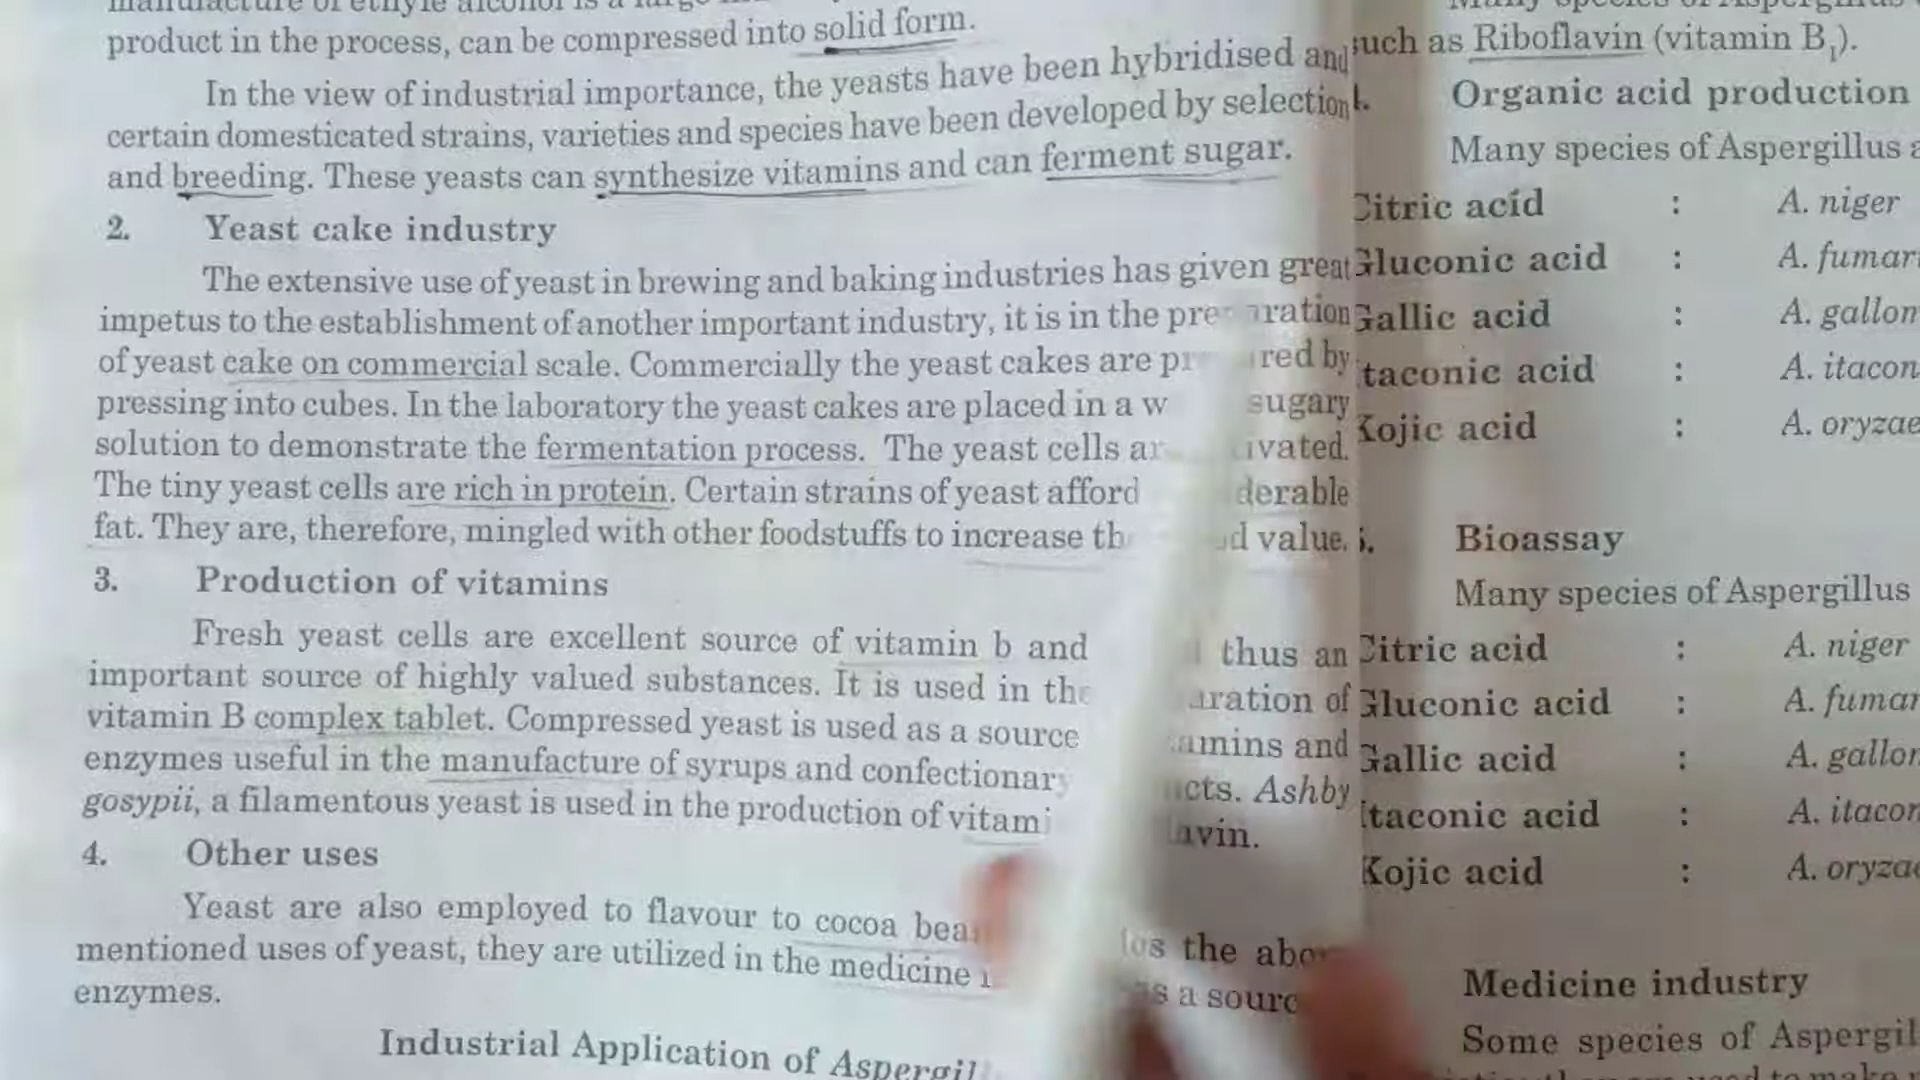 product in the process, can be compressed into solid form.
In the view of industrial importance, the yeasts have been hybridised and
certain domesticated strains, varieties and species have been developed by selection
and breeding. These yeasts can synthesize vitamins and can ferment sugar.
2. Yeast cake industry
The extensive use of yeast in brewing and baking industries has given great
impetus to the establishment of another important industry, it is in the
of yeast cake on commercial scale. Commercially the yeast cakes are by
pressing into cubes. In the laboratory the yeast cakes are placed in a sugary
solution to demonstrate the fermentation process. The yeast cells
The tiny yeast cells are rich in protein. Certain strains of yeast afford
fat. They are, therefore, mingled with other foodstuffs to increase value.
3. Production of vitamins
Fresh yeast cells are excellent source of vitamin b and thus an
important source of highly valued substances. It is used in of
vitamin B complex tablet. Compressed yeast is used as a source and
enzymes useful in the manufacture of syrups and Ashby
gosypii, a filamentous yeast is used in the production of
4. Other uses
Yeast are also employed to flavour to cocoa the
mentioned uses of yeast, they are utilized in the medicine a
enzymes.
Industrial Application of
such as Riboflavin (vitamin B1).
Organic acid production
Many species of Aspergillus
Citric acid : A. niger
Gluconic acid : A.
Gallic acid : A.
Itaconic acid : A.
Kojic acid : A. oryzae
Bioassay
Many species of Aspergillus
Citric acid : A. niger
Gluconic acid : A.
Gallic acid : A.
Itaconic acid : A.
Kojic acid : A.
Medicine industry
Some species of